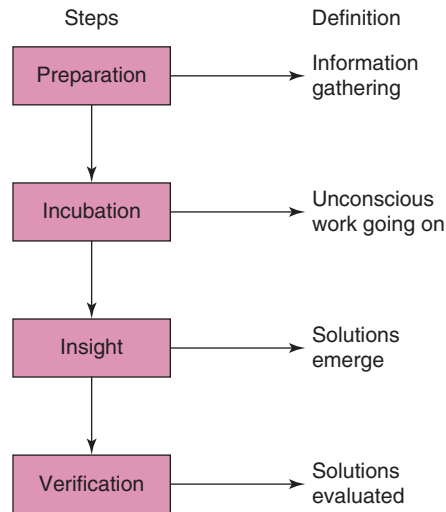 Steps
Definition
Preparation
Information
gathering
Incubation
Unconscious
work going on
Insight
Solutions
emerge
Verification
Solutions
evaluated